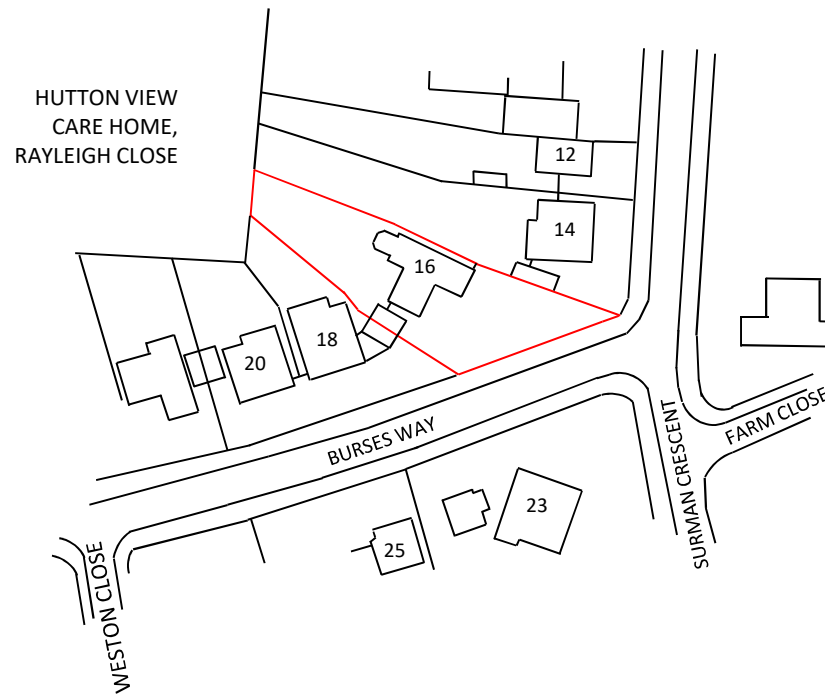 HUTTON VIEW
CARE HOME,
RAYLEIGH CLOSE
12
14
16
18
20
BURSES WAY
FARM CLOSE
SURMAN CRESCENT
23
25
WESTON CLOSE